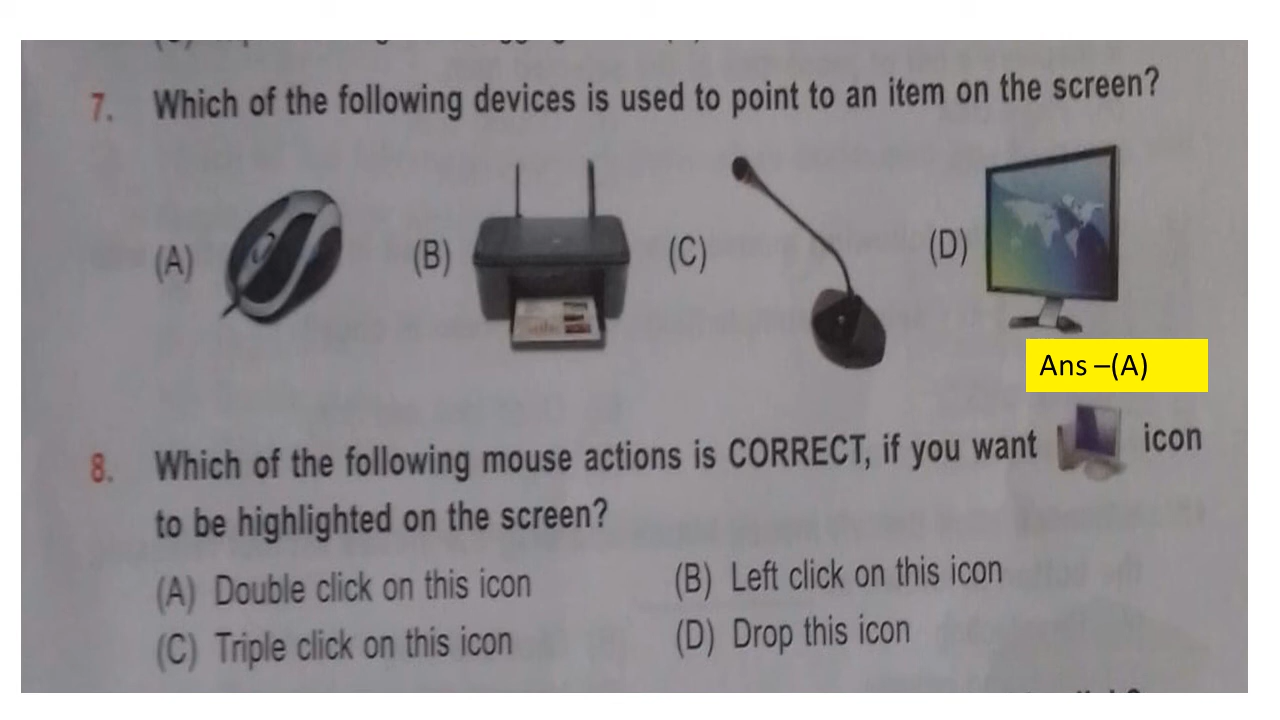 7. Which of the following devices is used to point to an item on the screen?
(A) (B) (C) (D)
Ans –(A)
8. Which of the following mouse actions is CORRECT, if you want icon
to be highlighted on the screen?
(A) Double click on this icon (B) Left click on this icon
(C) Triple click on this icon (D) Drop this icon